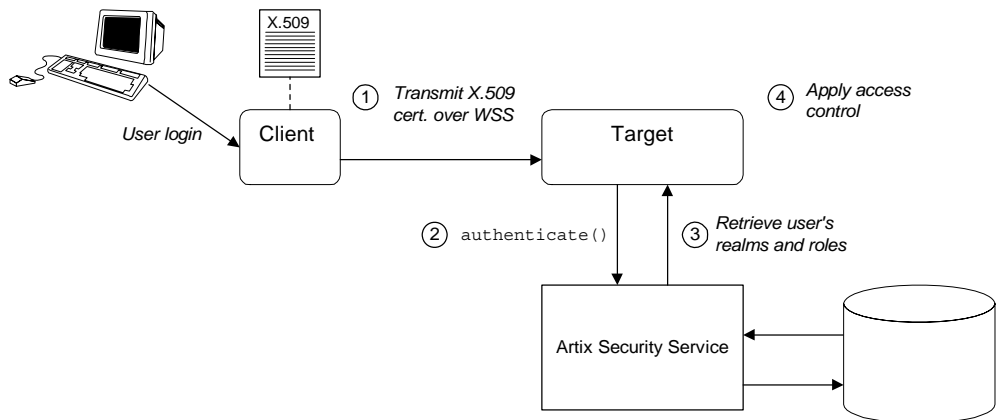 X.509
User login
Client
1
Transmit X.509
cert. over WSS
Target
4
Apply access
control
2
authenticate()
3
Retrieve user's
realms and roles
Artix Security Service